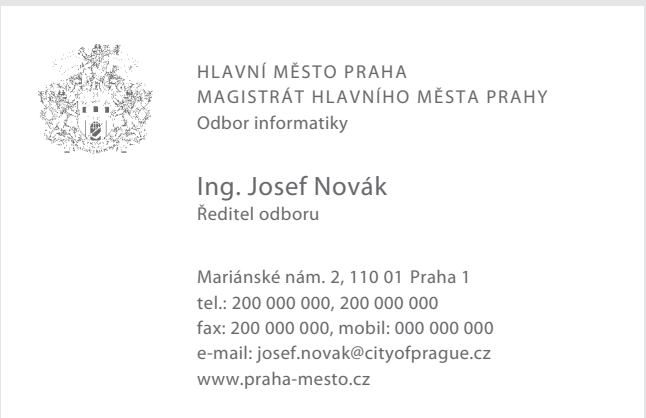 HLAVNÍ MĚSTO PRAHA
MAGISTRÁT HLAVNÍHO MĚSTA PRAHY
Odbor informatiky
Ing. Josef Novák
Ředitel odboru
Mariánské nám. 2, 110 01 Praha 1
tel.: 200 000 000, 200 000 000
fax: 200 000 000, mobil: 000 000 000
e-mail: josef.novak@cityofprague.cz
www.praha-mesto.cz